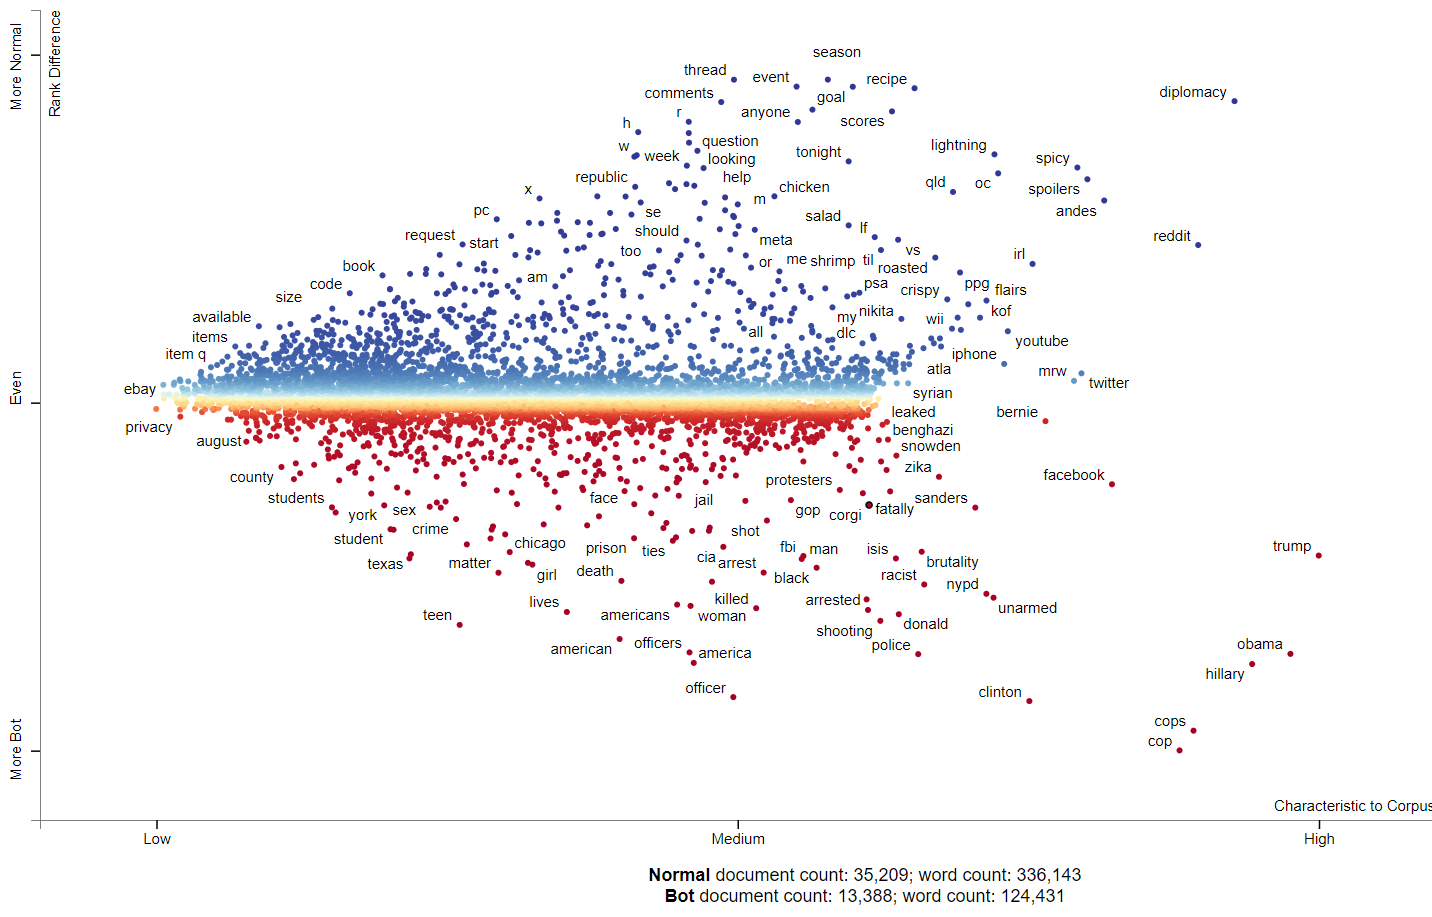 More Normal
Rank Difference
Even
More Bot
season
thread
event
recipe
comments
goal
diplomacy
r
anyone
scores
h
question
w
week
looking
tonight
lightning
spicy
republic
help
qld
oc
spoilers
x
m
chicken
andes
pc
se
salad
request
start
should
lf
reddit
too
meta
vs
irl
book
am
or
me
shrimp
til
roasted
code
psa
crispy
ppg
flairs
size
available
my
nikita
wii
kof
items
all
dlc
youtube
item q
iphone
atla
mrw
twitter
ebay
syrian
privacy
leaked
bernie
august
benghazi
snowden
county
protesters
zika
facebook
students
face
jail
sanders
york
sex
gop
corgi
fatally
student
crime
shot
chicago
prison
ties
cia
fbi
man
isis
trump
texas
matter
girl
death
arrest
black
racist
brutality
nypd
lives
killed
arrested
unarmed
teen
americans
woman
shooting
donald
american
officers
america
police
obama
hillary
officer
clinton
cops
cop
Characteristic to Corpus
Low
Medium
High
Normal document count: 35,209; word count: 336,143
Bot document count: 13,388; word count: 124,431